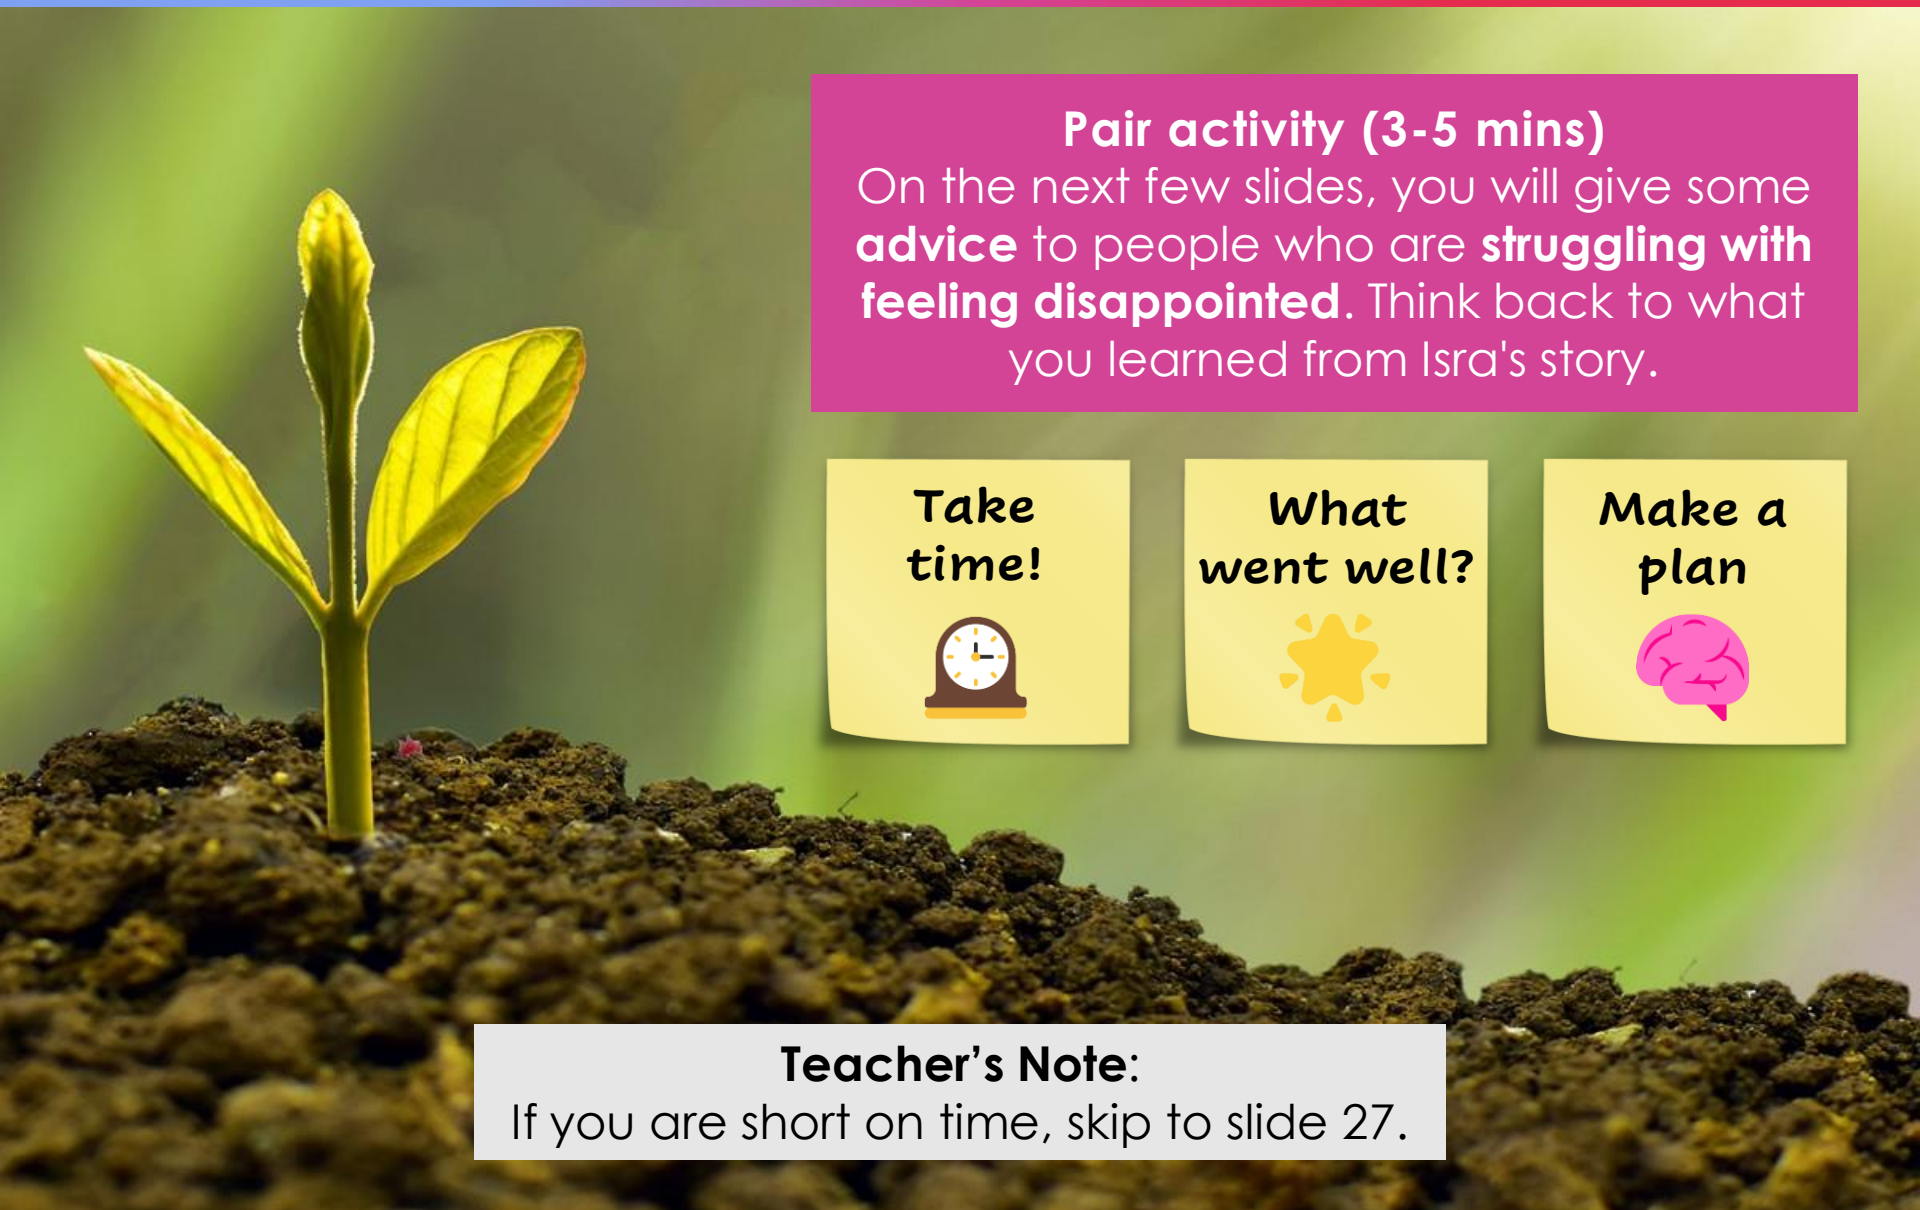 Pair activity (3-5 mins)
On the next few slides, you will give some
advice to people who are struggling with
feeling disappointed. Think back to what
you learned from Isra's story.
Take
time!
What
went well?
Make a
plan
Teacher’s Note:
If you are short on time, skip to slide 27.